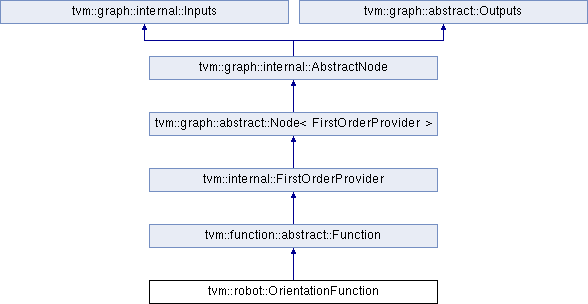 tvm::graph::internal::Inputs
tvm::graph::abstract::Outputs
tvm::graph::internal::AbstractNode
tvm::graph::abstract::Node< FirstOrderProvider >
tvm::internal::FirstOrderProvider
tvm::function::abstract::Function
tvm::robot::OrientationFunction